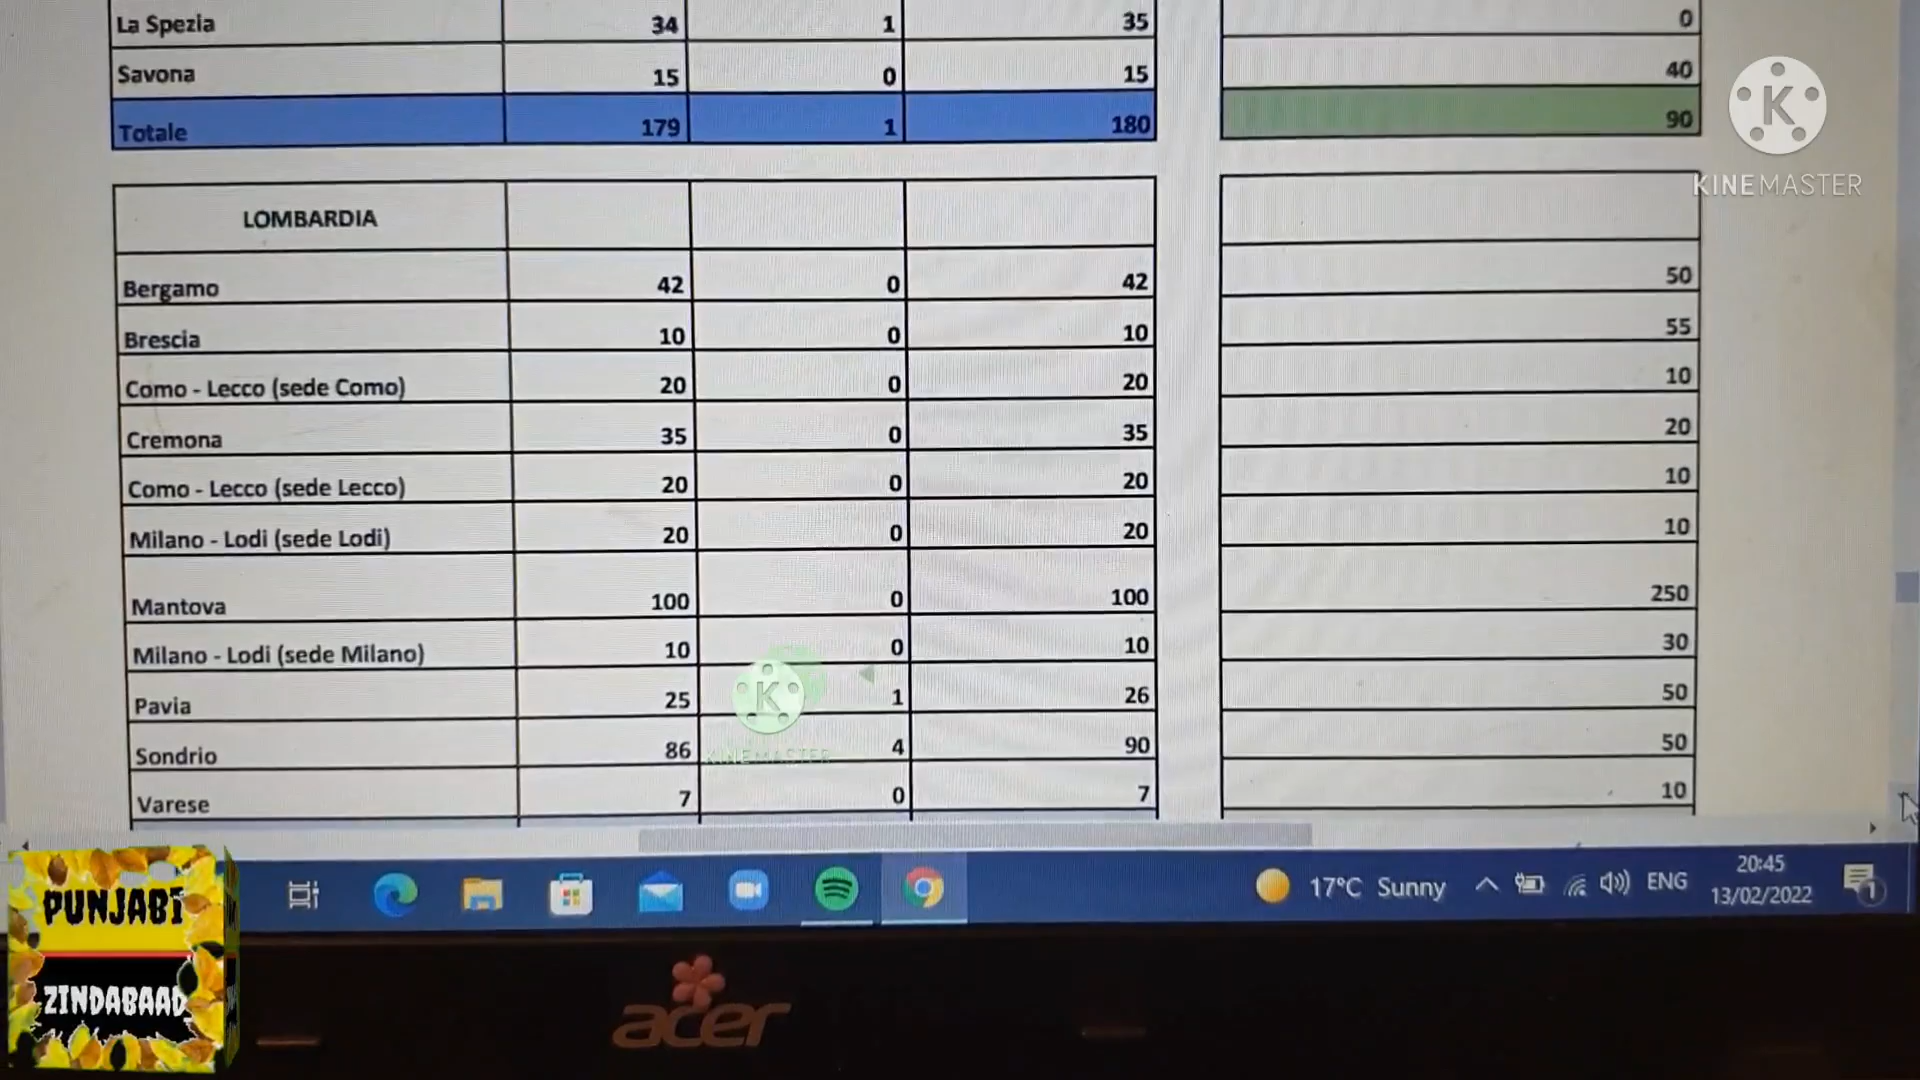 La Spezia 34 1 35 0
Savona 15 0 15 40
Totale 179 1 180 90
KINEMASTER
LOMBARDIA
Bergamo 42 0 42 50
Brescia 10 0 10 55
Como - Lecco (sede Como) 20 0 20 10
Cremona 35 0 35 20
Como - Lecco (sede Lecco) 20 0 20 10
Milano - Lodi (sede Lodi) 20 0 20 10
Mantova 100 0 100 250
Milano - Lodi (sede Milano) 10 0 10 30
Pavia 25 1 26 50
Sondrio 86 4 90 50
KINEMASTER
Varese 7 0 7 10
17°C Sunny ENG 20:45
13/02/2022
1
PUNJABI
ZINDABAAD
acer